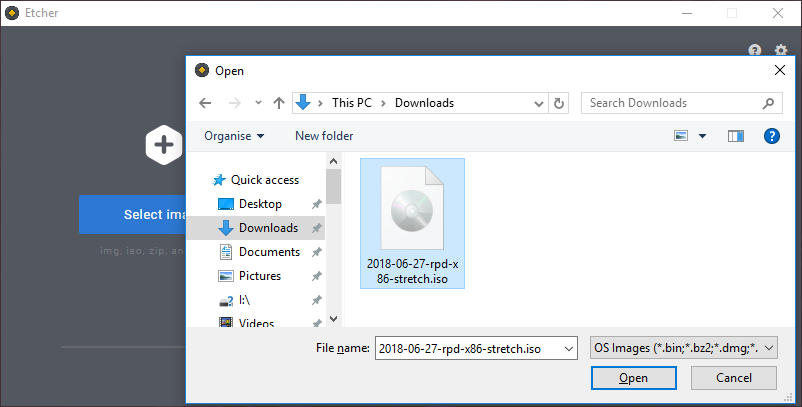 Etcher
Open
This PC
Downloads
Search Downloads
Organise
New folder
Quick access
Desktop
Downloads
Documents
Pictures
I:\
Videos
2018-06-27-rpd-x
86-stretch.iso
Select ima
img, iso, zip, an
File name:
2018-06-27-rpd-x86-stretch.iso
OS Images (*.bin;*.bz2;*.dmg;*.
Open
Cancel